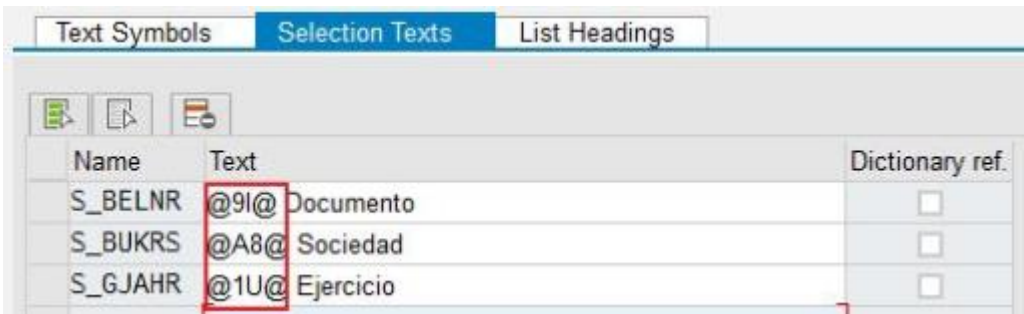 Text Symbols Selection Texts List Headings
Name Text Dictionary ref.
S_BELNR @9I@ Documento
S_BUKRS @A8@ Sociedad
S_GJAHR @1U@ Ejercicio